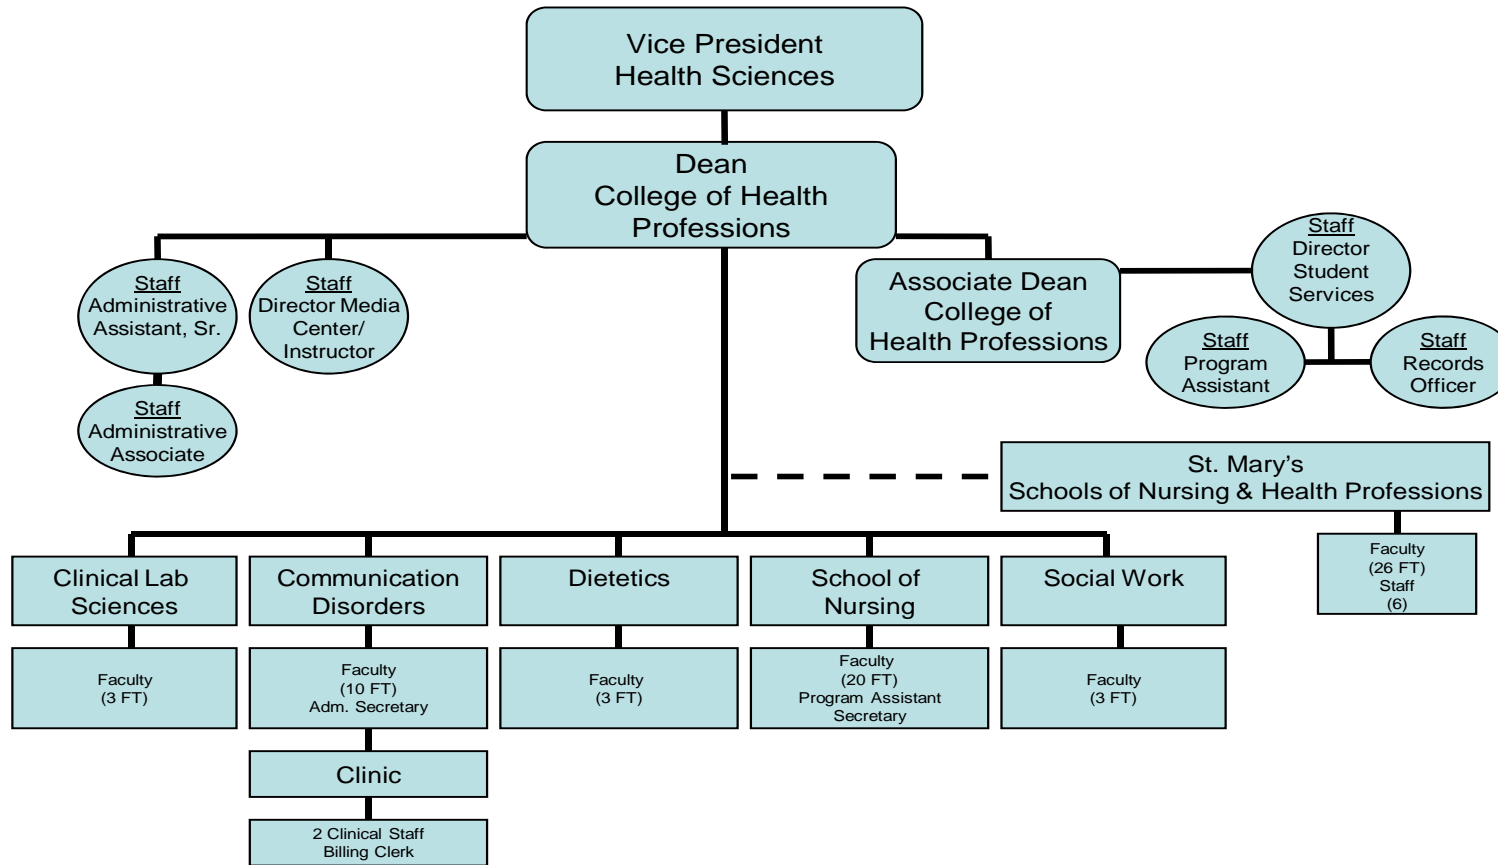 Vice President
Health Sciences
Dean
College of Health
Professions
Staff
Administrative
Assistant, Sr.
Staff
Director Media
Center/
Instructor
Staff
Administrative
Associate
Associate Dean
College of
Health Professions
Staff
Director
Student
Services
Staff
Program
Assistant
Staff
Records
Officer
St. Mary’s
Schools of Nursing & Health Professions
Faculty
(26 FT)
Staff
(6)
Clinical Lab
Sciences
Communication
Disorders
Dietetics
School of
Nursing
Social Work
Faculty
(3 FT)
Faculty
(10 FT)
Adm. Secretary
Faculty
(3 FT)
Faculty
(20 FT)
Program Assistant
Secretary
Faculty
(3 FT)
Clinic
2 Clinical Staff
Billing Clerk